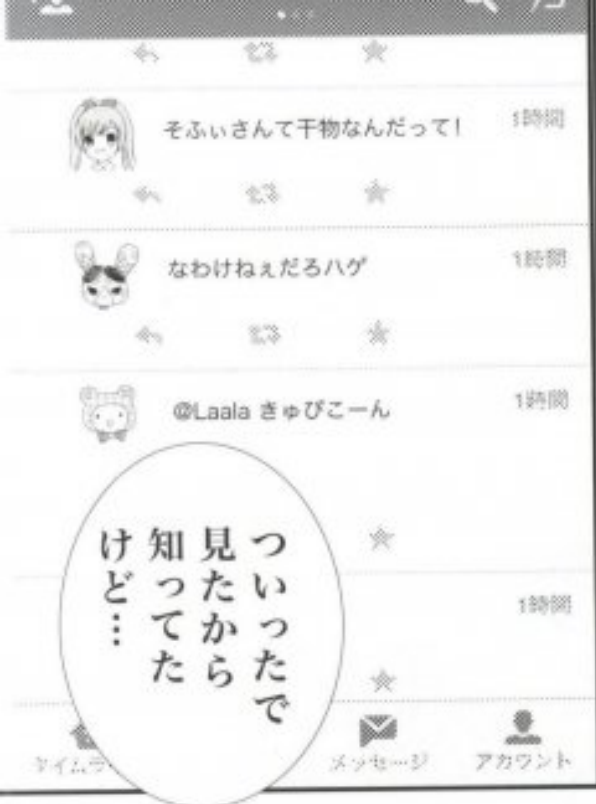 そふぃさんて干物なんだって!
1時間
なわけねぇだろハゲ
1時間
@Laala きゅぴこーん
1時間
ついったで
見たから
知ってた
けど…
1時間
メッセージ
アカウント